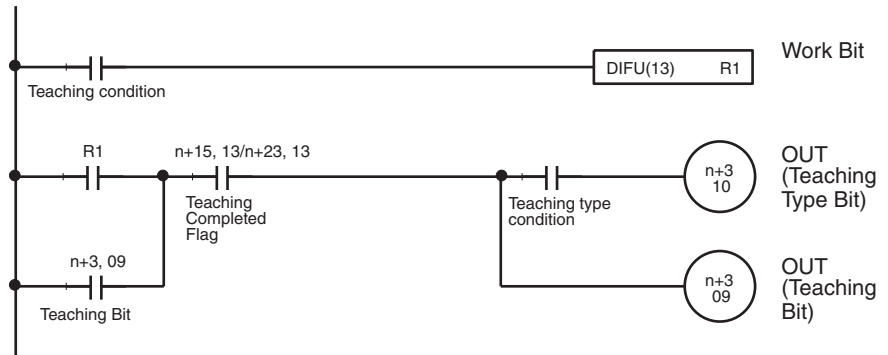 Work Bit
DIFU(13) R1
Teaching condition
R1
n+15, 13/n+23, 13
OUT
(Teaching
Type Bit)
n+3
10
Teaching
Completed
Flag
Teaching type
condition
n+3, 09
OUT
(Teaching
Bit)
n+3
09
Teaching Bit